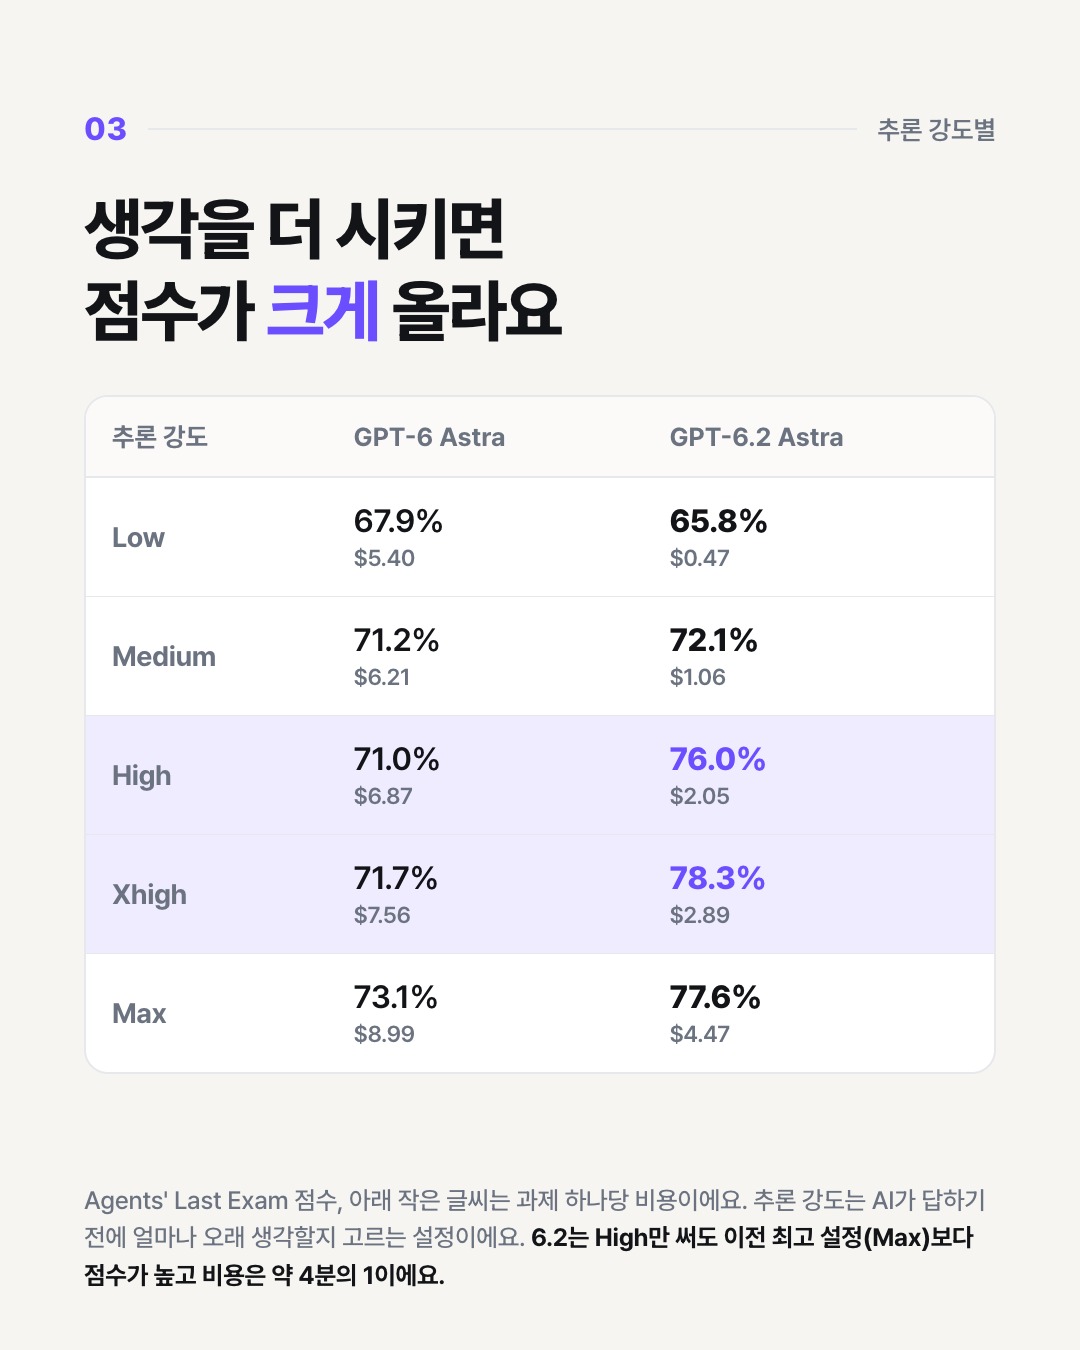 03
추론 강도별
생각을 더 시키면
점수가 크게 올라요
추론 강도 GPT-6 Astra GPT-6.2 Astra
Low 67.9% 65.8%
$5.40 $0.47
Medium 71.2% 72.1%
$6.21 $1.06
High 71.0% 76.0%
$6.87 $2.05
Xhigh 71.7% 78.3%
$7.56 $2.89
Max 73.1% 77.6%
$8.99 $4.47
Agents' Last Exam 점수, 아래 작은 글씨는 과제 하나당 비용이에요. 추론 강도는 AI가 답하기
전에 얼마나 오래 생각할지 고르는 설정이에요. 6.2는 High만 써도 이전 최고 설정(Max)보다
점수가 높고 비용은 약 4분의 1이에요.